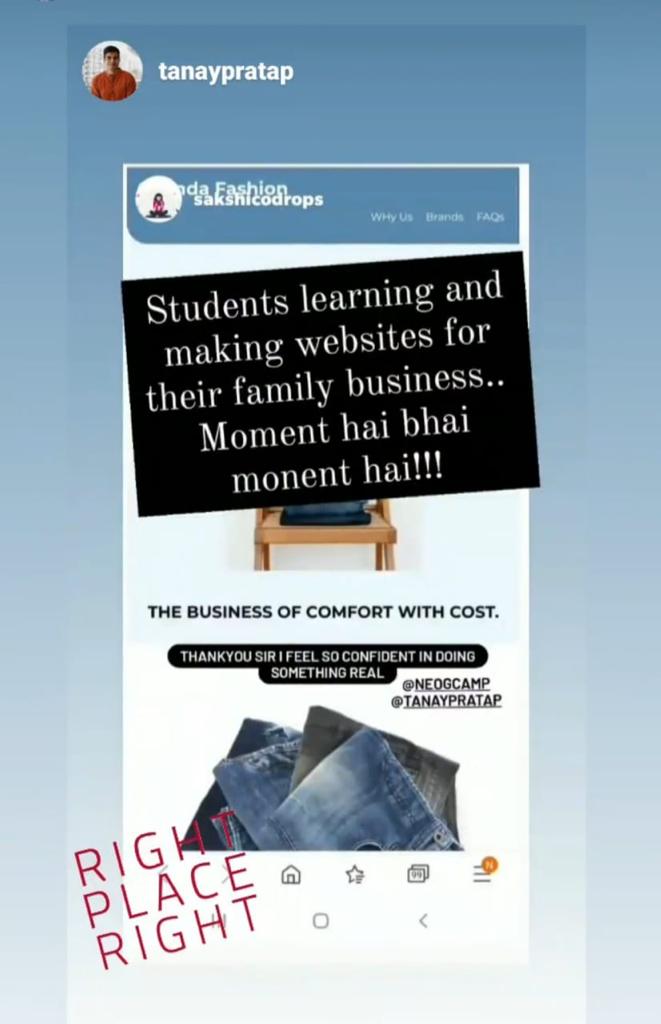 tanaypratap
nda Fashion
sakshicodrops
WHy Us Brands FAQs
Students learning and
making websites for
their family business..
Moment hai bhai
monent hai!!!
THE BUSINESS OF COMFORT WITH COST.
THANKYOU SIR I FEEL SO CONFIDENT IN DOING
SOMETHING REAL
@NEOGCAMP
@TANAYPRATAP
RIGHT
PLACE
RIGHT
99
N